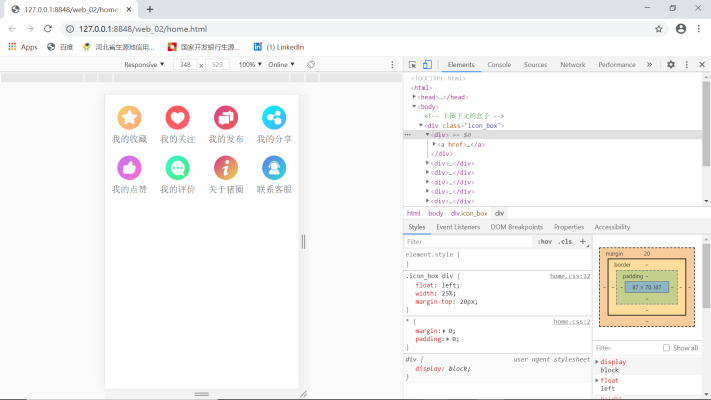 127.0.0.1:8848/web_02/home.html
127.0.0.1:8848/web_02/home.html
Apps 百度 河北省生源地信用... 国家开发银行生源... (1) LinkedIn
Responsive ▼ 348 × 529 100% ▼ Online ▼
Elements Console Sources Network Performance »
我的收藏 我的关注 我的发布 我的分享
我的点赞 我的评价 关于猪圈 联系客服
<!DOCTYPE html>
<html>
<head>…</head>
<body>
<!-- 上图下文的盒子 -->
<div class="icon_box">
<div> == $0
<a href>…</a>
</div>
<div>…</div>
<div>…</div>
<div>…</div>
<div>…</div>
<div>…</div>
html body div.icon_box div
Styles Event Listeners DOM Breakpoints Properties Accessibility
Filter :hov .cls +
element.style {
}
.icon_box div { home.css:12
float: left;
width: 25%;
margin-top: 20px;
}
* { home.css:2
margin: 0;
padding: 0;
}
div { user agent stylesheet
display: block;
}
margin 20
border –
padding –
87 × 70.167
Filter Show all
display
block
float
left